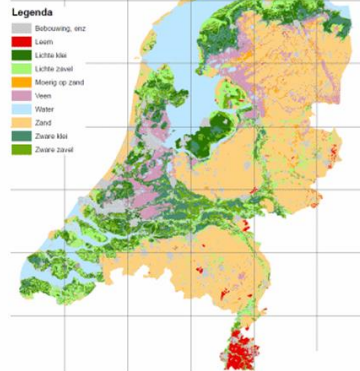 Legenda
Bebouwing, enz
Leem
Lichte klei
Lichte zavel
Moerig op zand
Veen
Water
Zand
Zware klei
Zware zavel